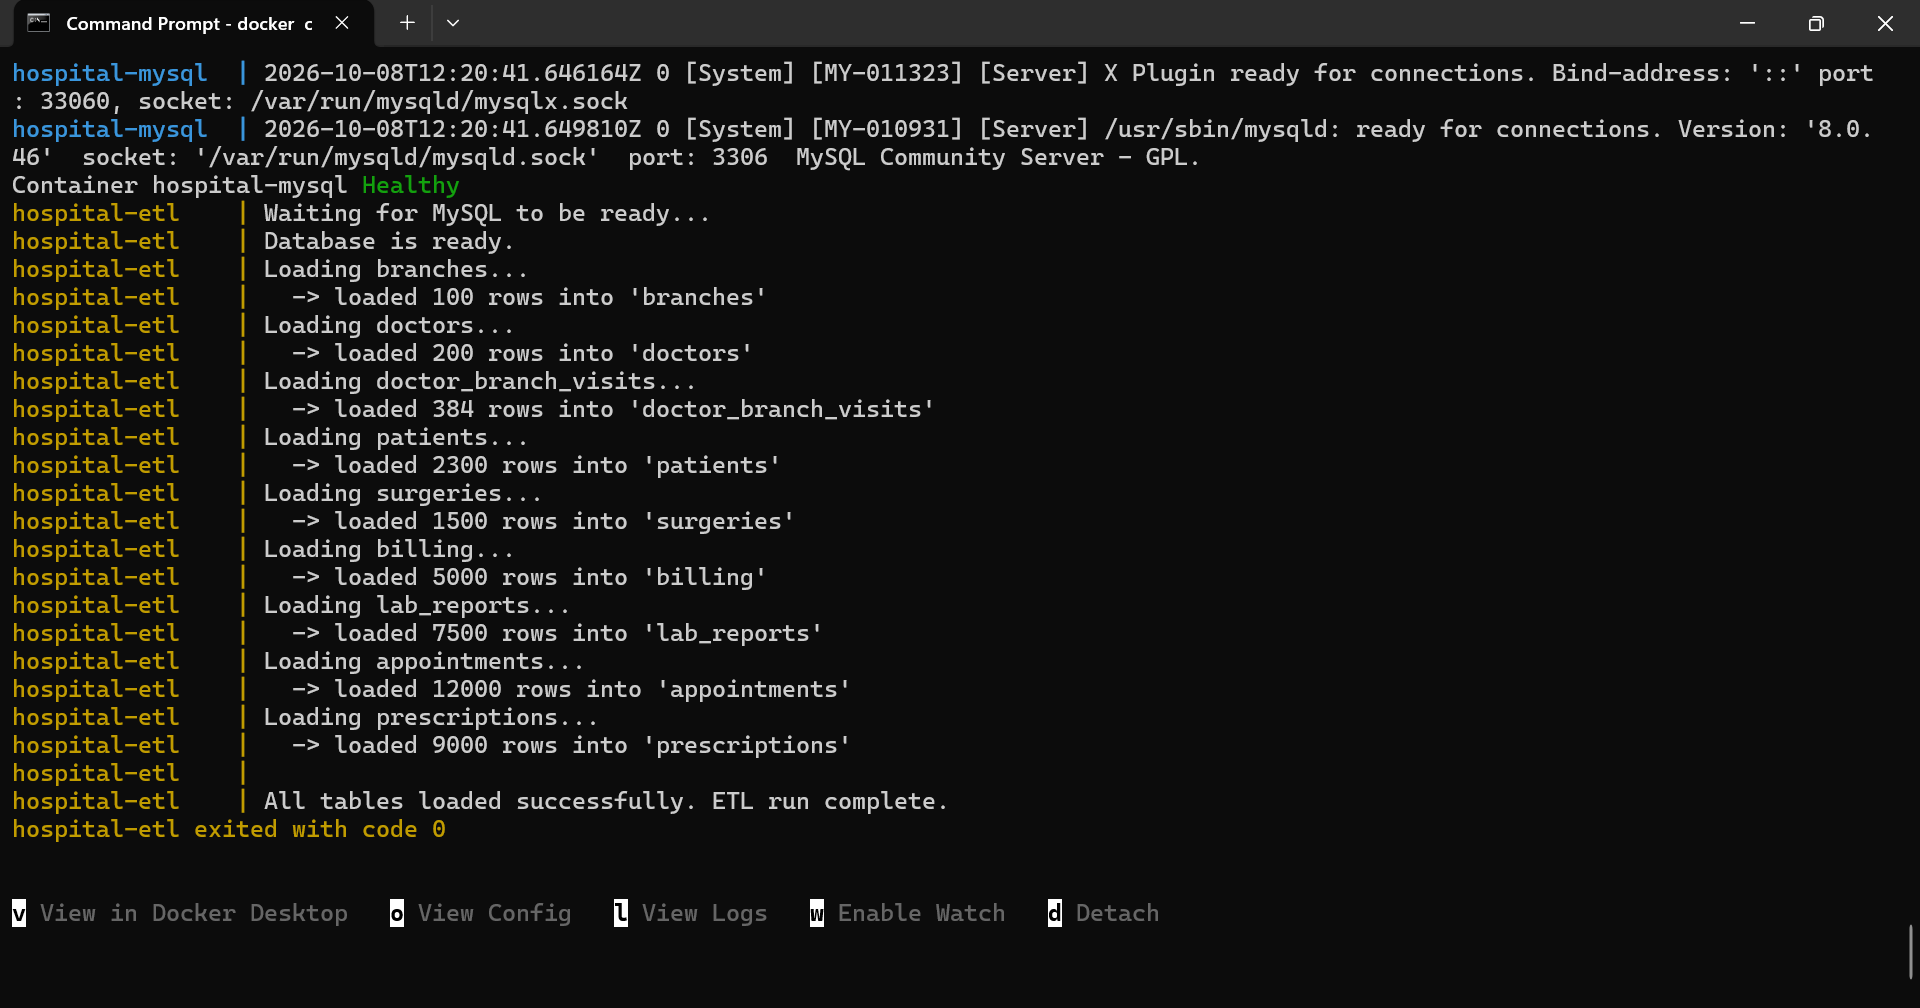 Command Prompt - docker  c
hospital-mysql  | 2026-10-08T12:20:41.646164Z 0 [System] [MY-011323] [Server] X Plugin ready for connections. Bind-address: '::' port
: 33060, socket: /var/run/mysqld/mysqlx.sock
hospital-mysql  | 2026-10-08T12:20:41.649810Z 0 [System] [MY-010931] [Server] /usr/sbin/mysqld: ready for connections. Version: '8.0.
46'  socket: '/var/run/mysqld/mysqld.sock'  port: 3306  MySQL Community Server - GPL.
Container hospital-mysql Healthy
hospital-etl    | Waiting for MySQL to be ready...
hospital-etl    | Database is ready.
hospital-etl    | Loading branches...
hospital-etl    |   -> loaded 100 rows into 'branches'
hospital-etl    | Loading doctors...
hospital-etl    |   -> loaded 200 rows into 'doctors'
hospital-etl    | Loading doctor_branch_visits...
hospital-etl    |   -> loaded 384 rows into 'doctor_branch_visits'
hospital-etl    | Loading patients...
hospital-etl    |   -> loaded 2300 rows into 'patients'
hospital-etl    | Loading surgeries...
hospital-etl    |   -> loaded 1500 rows into 'surgeries'
hospital-etl    | Loading billing...
hospital-etl    |   -> loaded 5000 rows into 'billing'
hospital-etl    | Loading lab_reports...
hospital-etl    |   -> loaded 7500 rows into 'lab_reports'
hospital-etl    | Loading appointments...
hospital-etl    |   -> loaded 12000 rows into 'appointments'
hospital-etl    | Loading prescriptions...
hospital-etl    |   -> loaded 9000 rows into 'prescriptions'
hospital-etl    |
hospital-etl    | All tables loaded successfully. ETL run complete.
hospital-etl exited with code 0
v View in Docker Desktop   o View Config   l View Logs   w Enable Watch   d Detach